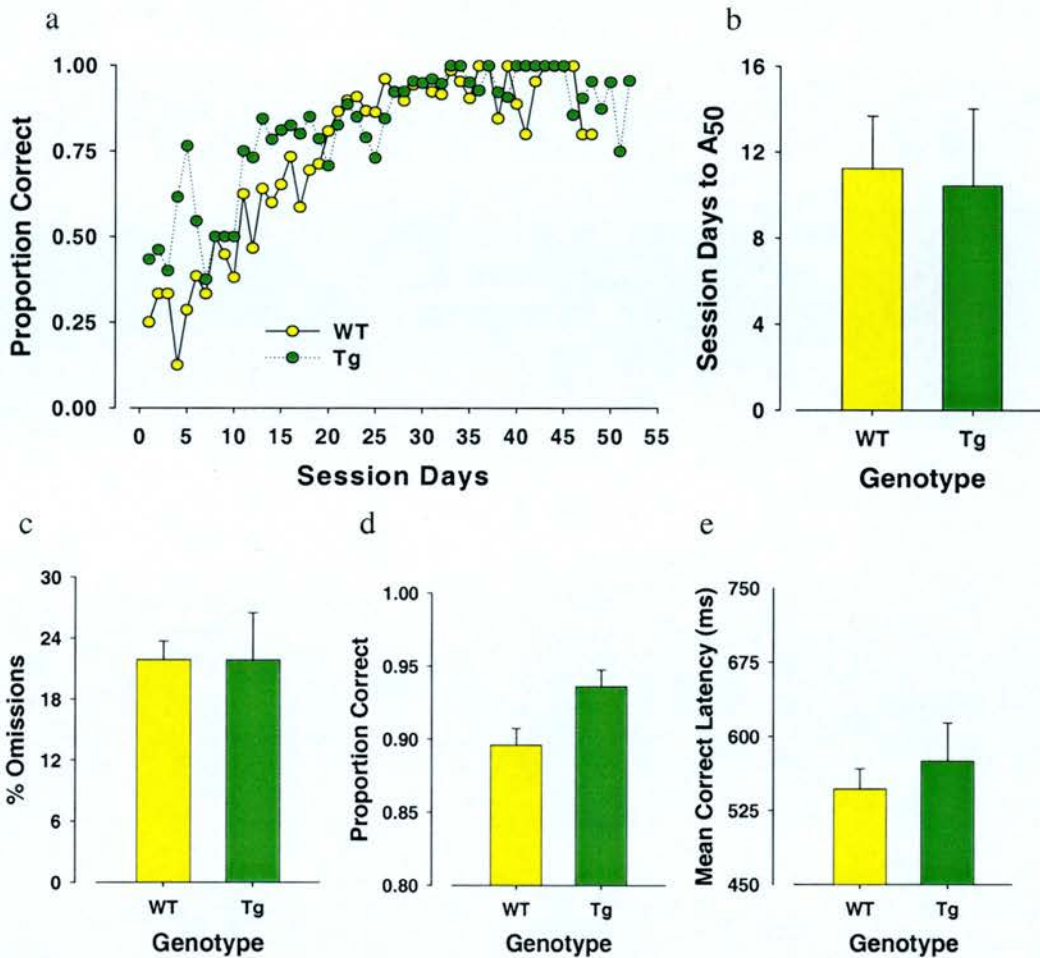 a
1.00
0.75
0.50
0.25
0.00
Proportion Correct
WT
Tg
0 5 10 15 20 25 30 35 40 45 50 55
Session Days
b
16
12
8
4
0
Session Days to A50
WT Tg
Genotype
c
30
24
18
12
6
0
% Omissions
WT Tg
Genotype
d
1.00
0.95
0.90
0.85
0.80
Proportion Correct
WT Tg
Genotype
e
750
675
600
525
450
Mean Correct Latency (ms)
WT Tg
Genotype